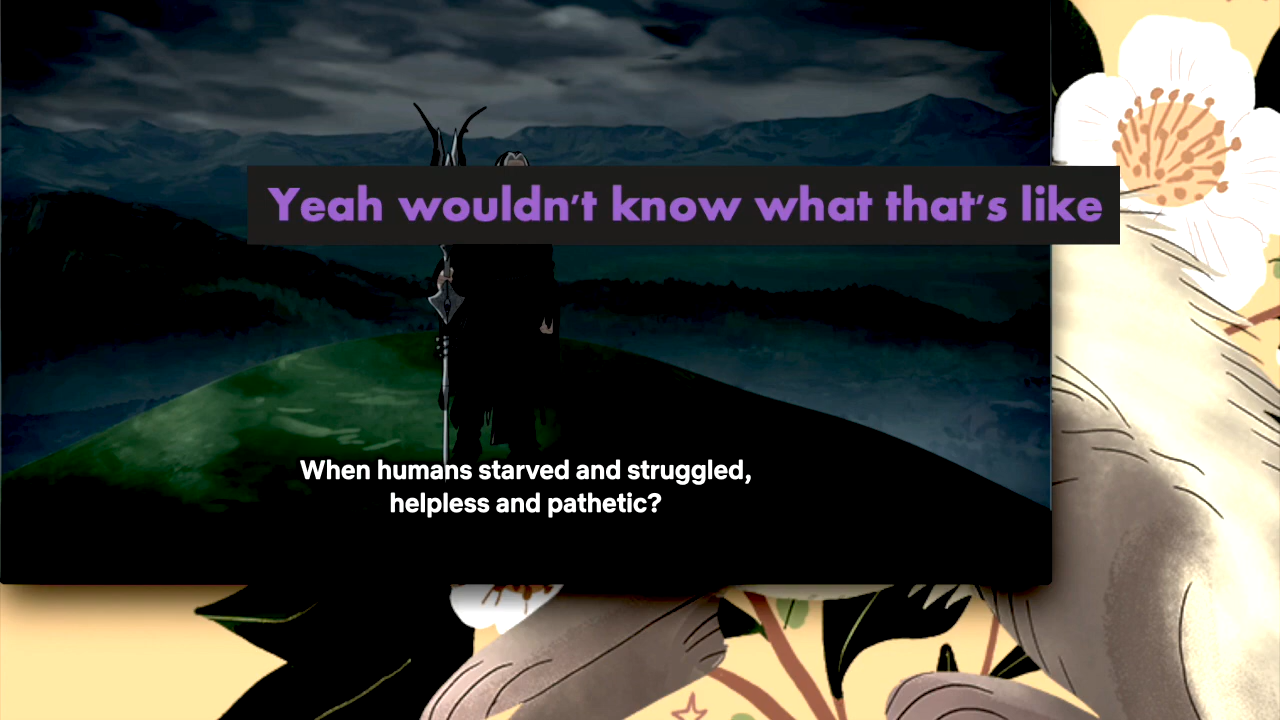 Yeah wouldn't know what that's like
When humans starved and struggled,
helpless and pathetic?